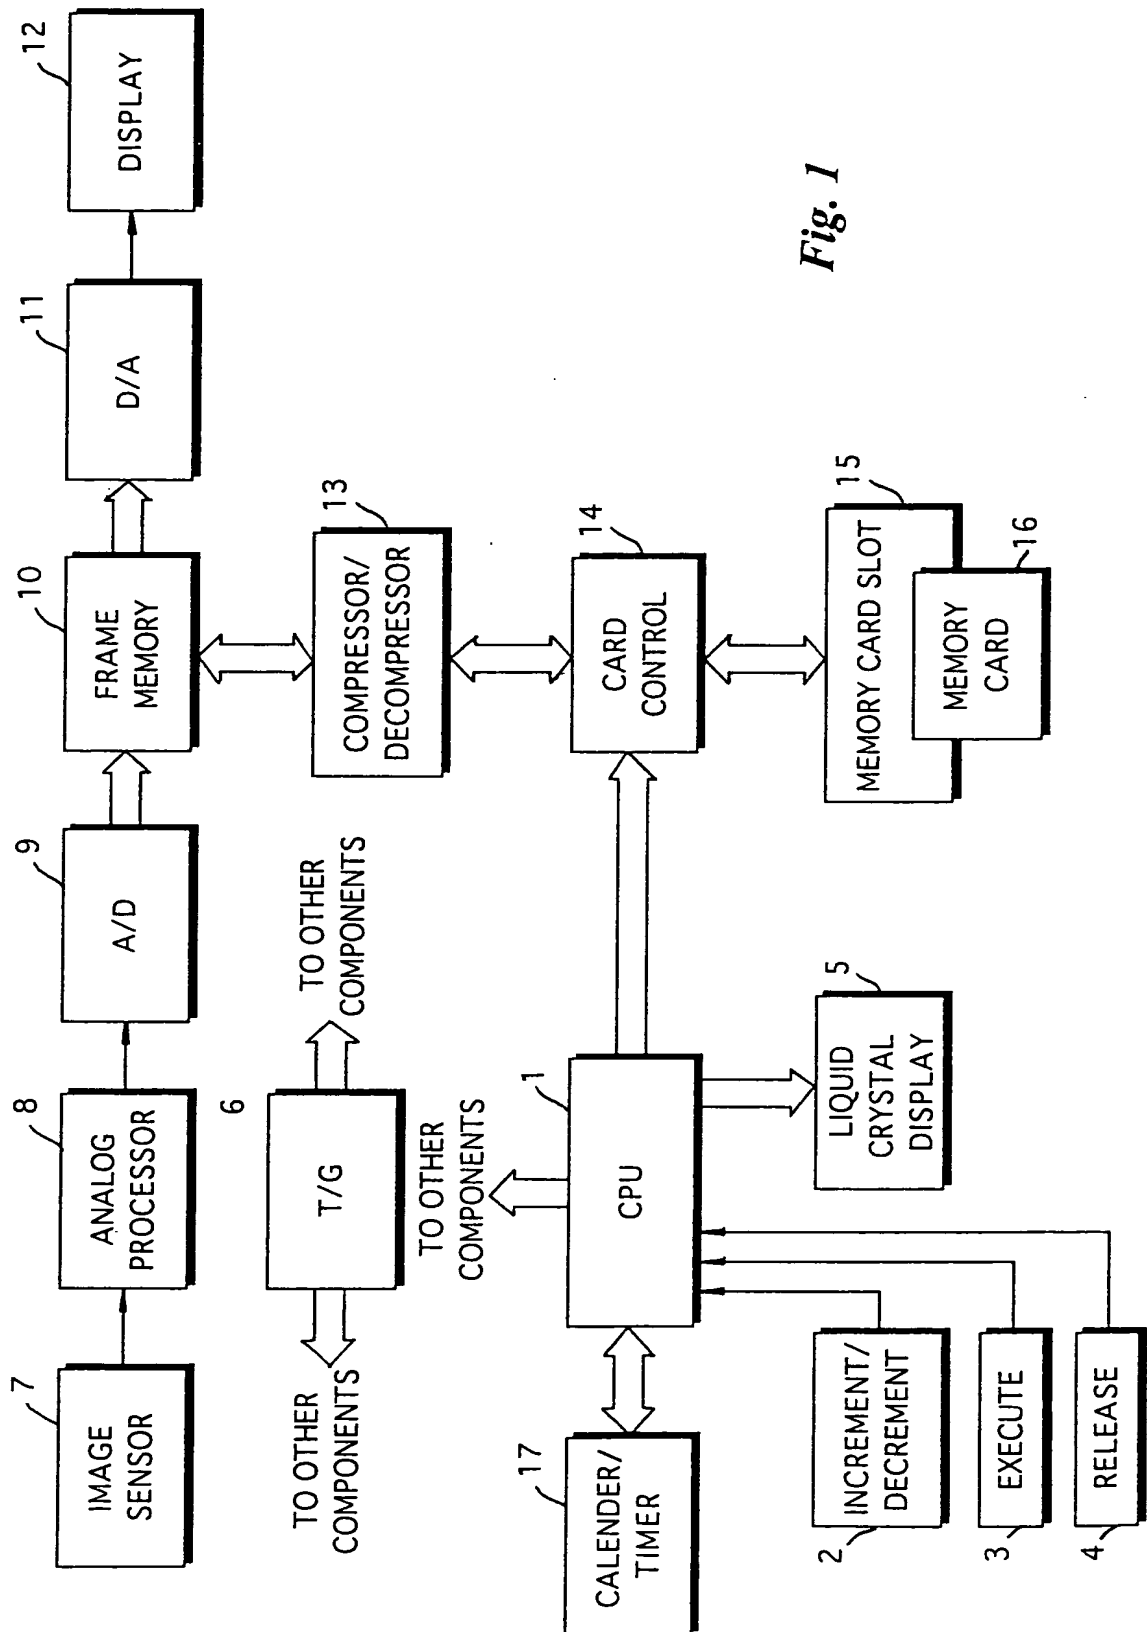 7
IMAGE
SENSOR
8
ANALOG
PROCESSOR
9
A/D
10
FRAME
MEMORY
11
D/A
12
DISPLAY
TO OTHER
COMPONENTS
6
T/G
TO OTHER
COMPONENTS
13
COMPRESSOR/
DECOMPRESSOR
TO OTHER
COMPONENTS
17
CALENDER/
TIMER
1
CPU
14
CARD
CONTROL
2
INCREMENT/
DECREMENT
3
EXECUTE
4
RELEASE
5
LIQUID
CRYSTAL
DISPLAY
15
MEMORY CARD SLOT
16
MEMORY
CARD
Fig. 1